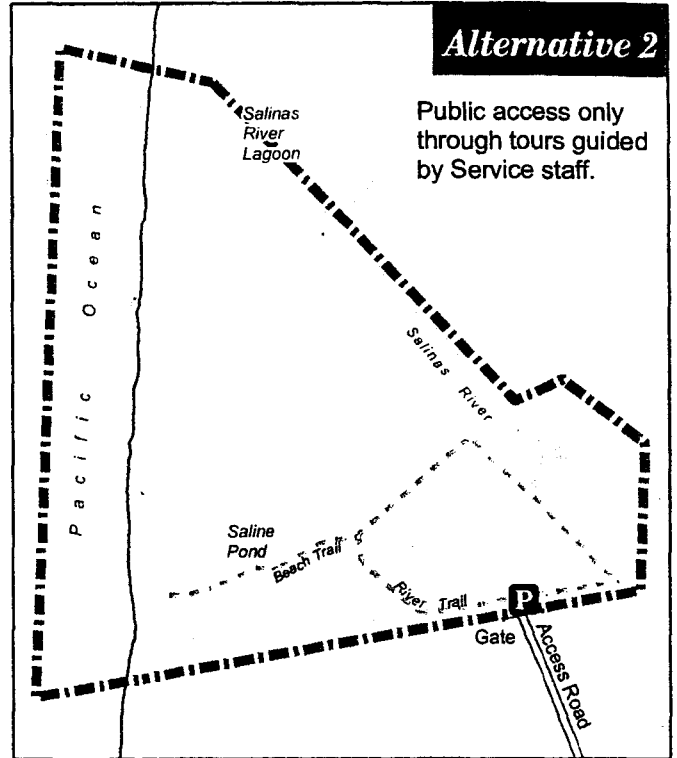 Alternative 2
Public access only
through tours guided
by Service staff.
Salinas
River
Lagoon
Pacific Ocean
Salinas River
Saline
Pond
Beach Trail
River Trail
P
Gate
Access Road